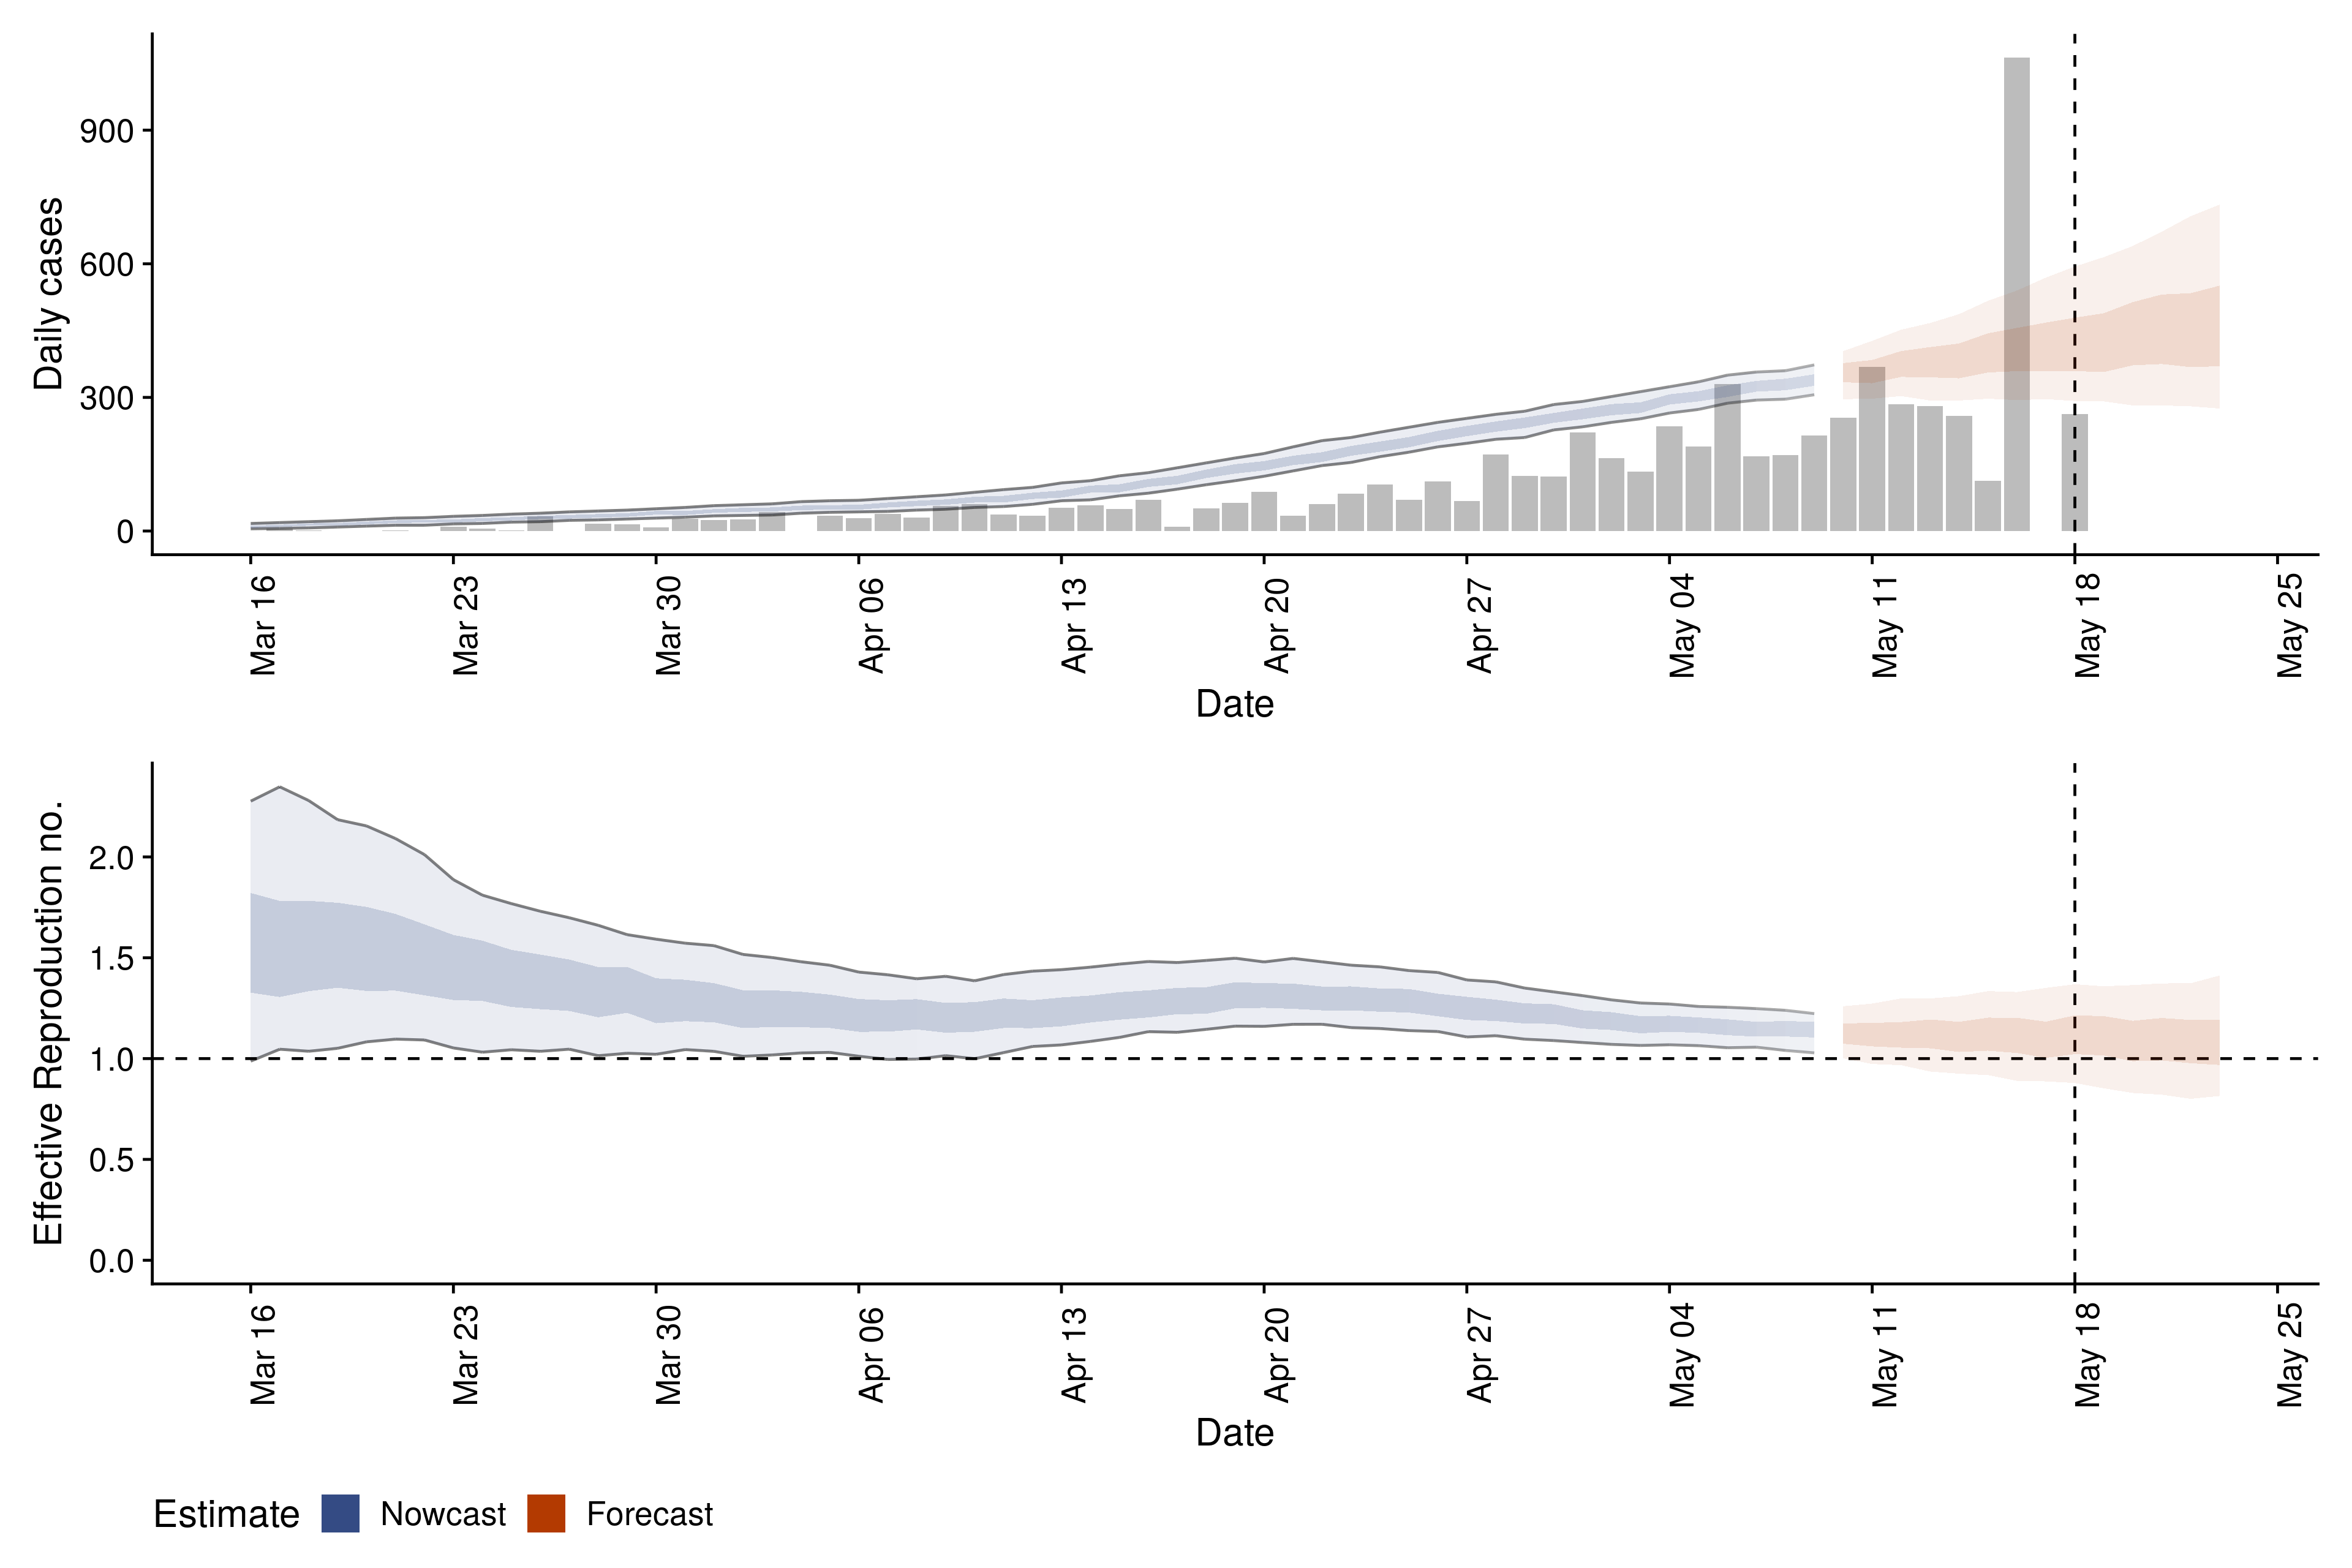 Daily cases
900
600
300
0
Mar 16
Mar 23
Mar 30
Apr 06
Apr 13
Apr 20
Apr 27
May 04
May 11
May 18
May 25
Date
Effective Reproduction no.
2.0
1.5
1.0
0.5
0.0
Mar 16
Mar 23
Mar 30
Apr 06
Apr 13
Apr 20
Apr 27
May 04
May 11
May 18
May 25
Date
Estimate Nowcast Forecast